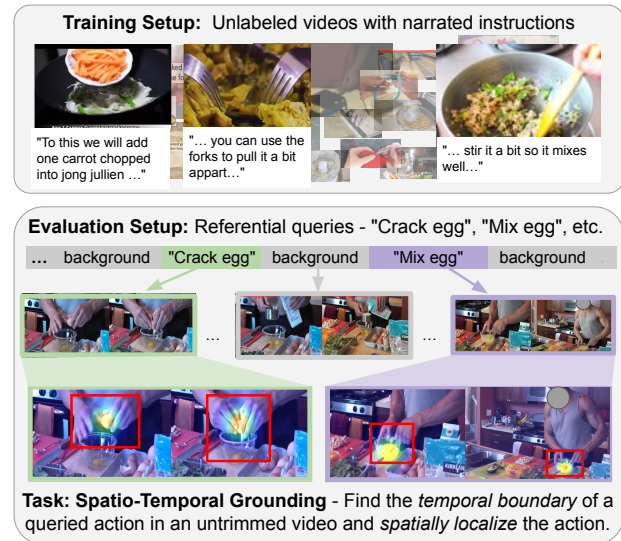 Training Setup: Unlabeled videos with narrated instructions
"To this we will add
one carrot chopped
into jong jullien ..."
"... you can use the
forks to pull it a bit
appart..."
"... stir it a bit so it mixes
well..."
Evaluation Setup: Referential queries - "Crack egg", "Mix egg", etc.
... background "Crack egg" background "Mix egg" background
... ...
Task: Spatio-Temporal Grounding - Find the temporal boundary of a
queried action in an untrimmed video and spatially localize the action.